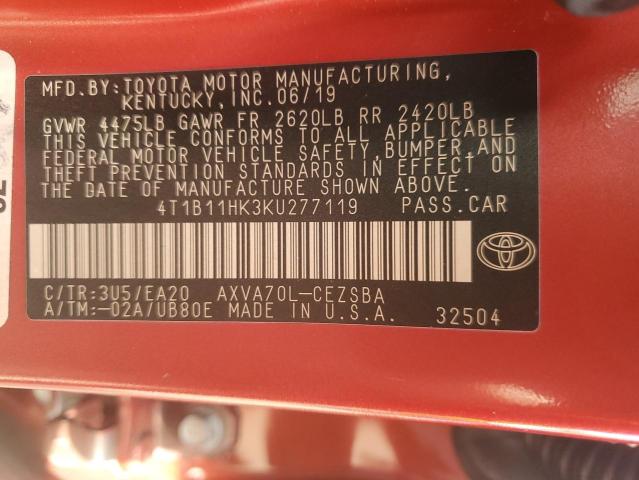 MFD.BY:TOYOTA MOTOR MANUFACTURING,
KENTUCKY,INC.06/19
GVWR 4475LB GAWR FR 2620LB RR 2420LB
THIS VEHICLE CONFORMS TO ALL APPLICABLE
FEDERAL MOTOR VEHICLE SAFETY, BUMPER,AND
THEFT PREVENTION STANDARDS IN EFFECT ON
THE DATE OF MANUFACTURE SHOWN ABOVE.
4T1B11HK3KU277119 PASS.CAR
C/TR:3U5/EA20 AXVA70L-CEZSBA
A/TM:-02A/UB80E MADE IN U.S.A. 32504